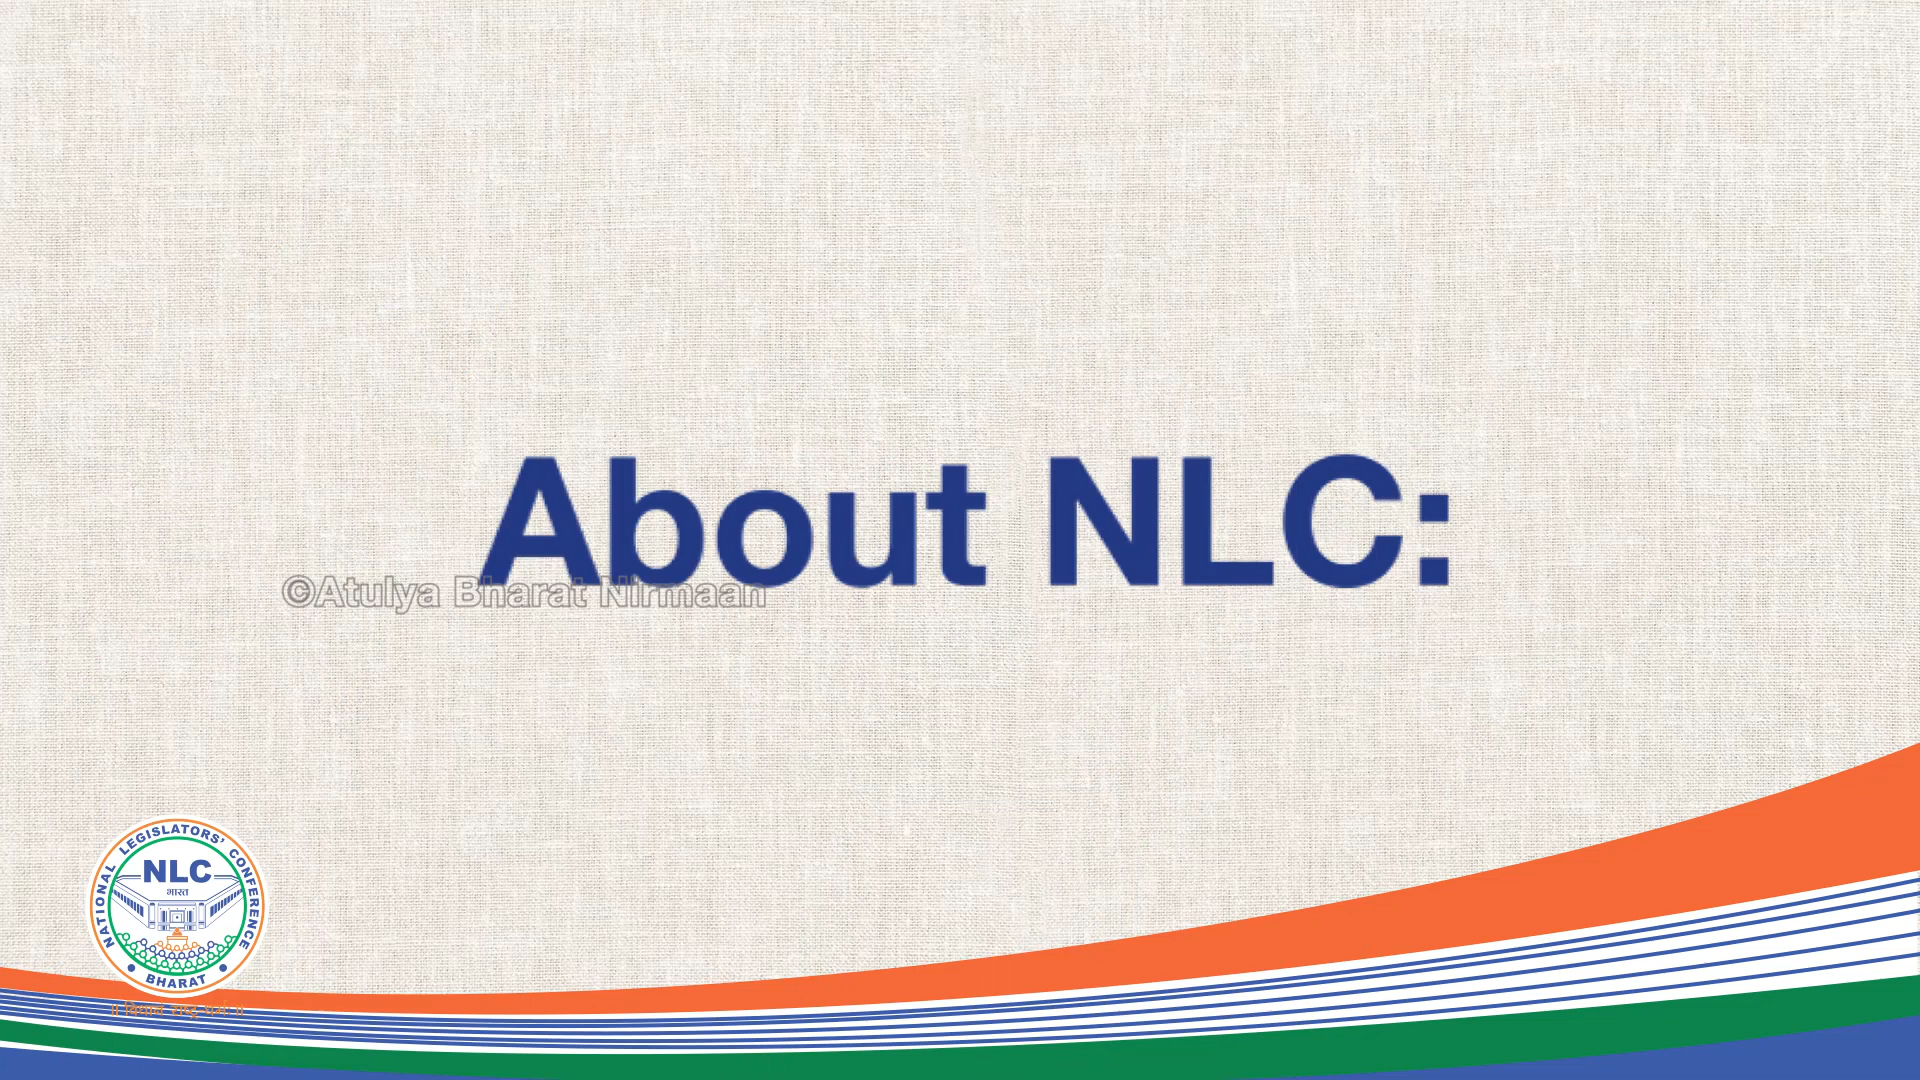 About NLC:
©Atulya Bharat Nirmaan
NATIONAL LEGISLATORS' CONFERENCE
NLC
भारत
BHARAT